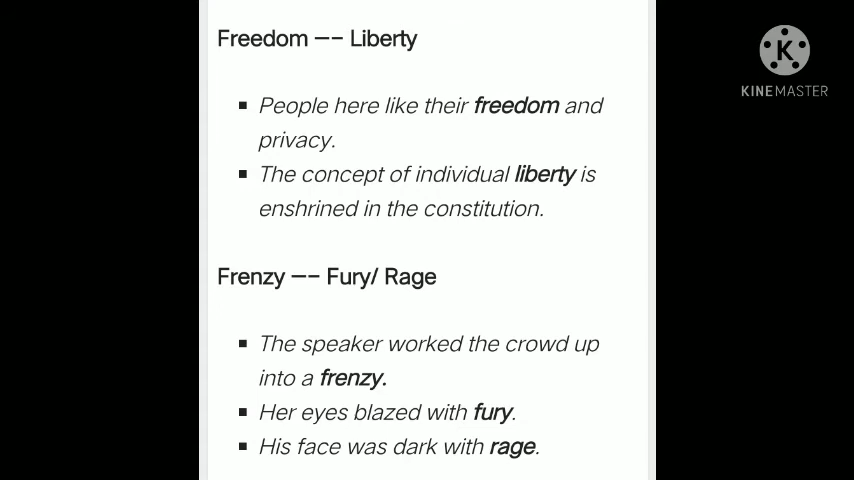 Freedom –- Liberty
▪ People here like their freedom and
privacy.
▪ The concept of individual liberty is
enshrined in the constitution.
Frenzy –- Fury/ Rage
▪ The speaker worked the crowd up
into a frenzy.
▪ Her eyes blazed with fury.
▪ His face was dark with rage.
K
KINEMASTER